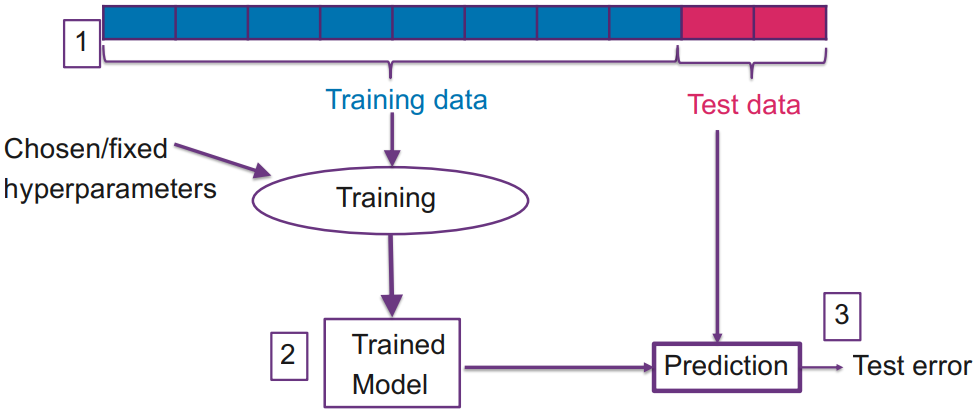 1
Training data
Test data
Chosen/fixed
hyperparameters
Training
2
Trained
Model
Prediction
3
Test error